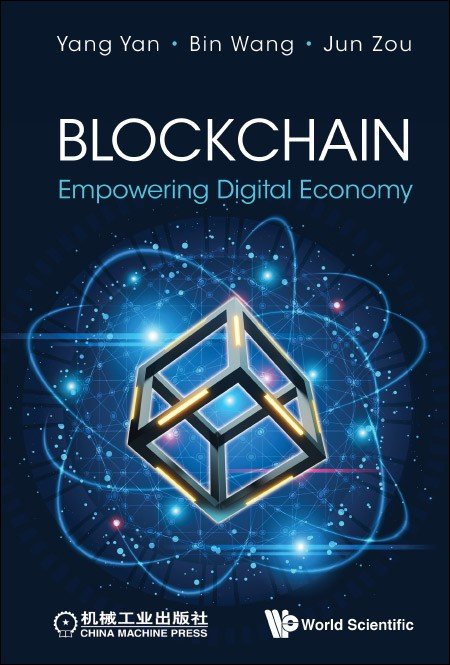 Yang Yan • Bin Wang • Jun Zou
BLOCKCHAIN
Empowering Digital Economy
机械工业出版社
CHINA MACHINE PRESS
World Scientific